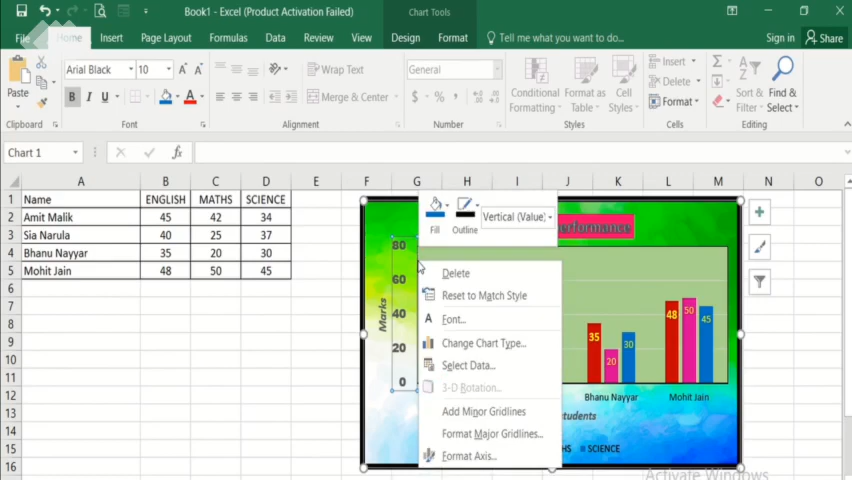 Book1 - Excel (Product Activation Failed)
Chart Tools
File Home Insert Page Layout Formulas Data Review View Design Format Tell me what you want to do... Sign in Share
Paste
Clipboard
Arial Black 10
B I U
Font
Wrap Text
Merge & Center
Alignment
General
$ % ,
Number
Conditional Formatting
Format as Table
Cell Styles
Styles
Insert
Delete
Format
Cells
Sort & Filter
Find & Select
Editing
Chart 1
fx
A B C D E F G H I J K L M N O
1 Name ENGLISH MATHS SCIENCE
2 Amit Malik 45 42 34
3 Sia Narula 40 25 37
4 Bhanu Nayyar 35 20 30
5 Mohit Jain 48 50 45
6
7
8
9
10
11
12
13
14
15
16
Fill
Outline
Vertical (Value)
erformance
80
60
40
20
0
Marks
Delete
Reset to Match Style
Font...
Change Chart Type...
Select Data...
3-D Rotation...
Add Minor Gridlines
Format Major Gridlines...
Format Axis...
35 20 30
48 50 45
Bhanu Nayyar Mohit Jain
tudents
HS SCIENCE
Activate Windows